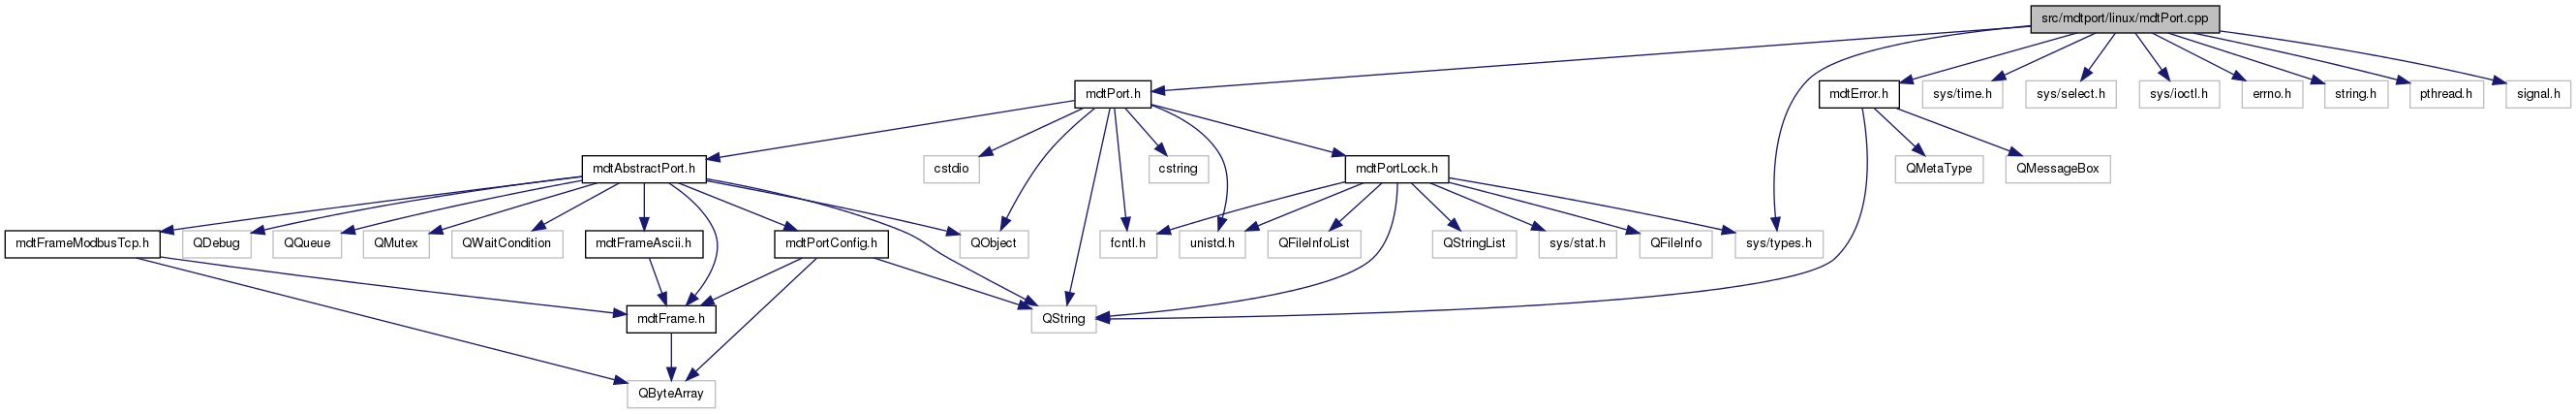 src/mdtport/linux/mdtPort.cpp
mdtPort.h
mdtError.h
sys/time.h
sys/select.h
sys/ioctl.h
errno.h
string.h
pthread.h
signal.h
mdtAbstractPort.h
cstdio
cstring
mdtPortLock.h
QMetaType
QMessageBox
mdtFrameModbusTcp.h
QDebug
QQueue
QMutex
QWaitCondition
mdtFrameAscii.h
mdtPortConfig.h
QObject
fcntl.h
unistd.h
QFileInfoList
QStringList
sys/stat.h
QFileInfo
sys/types.h
mdtFrame.h
QString
QByteArray